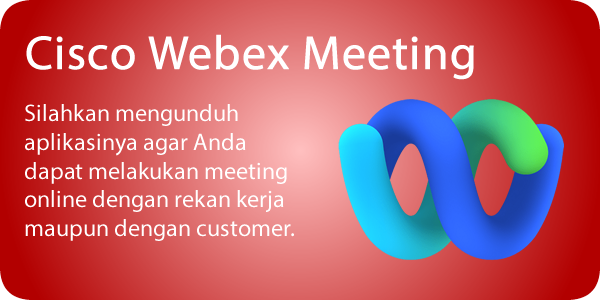 Cisco Webex Meeting
Silahkan mengunduh
aplikasinya agar Anda
dapat melakukan meeting
online dengan rekan kerja
maupun dengan customer.